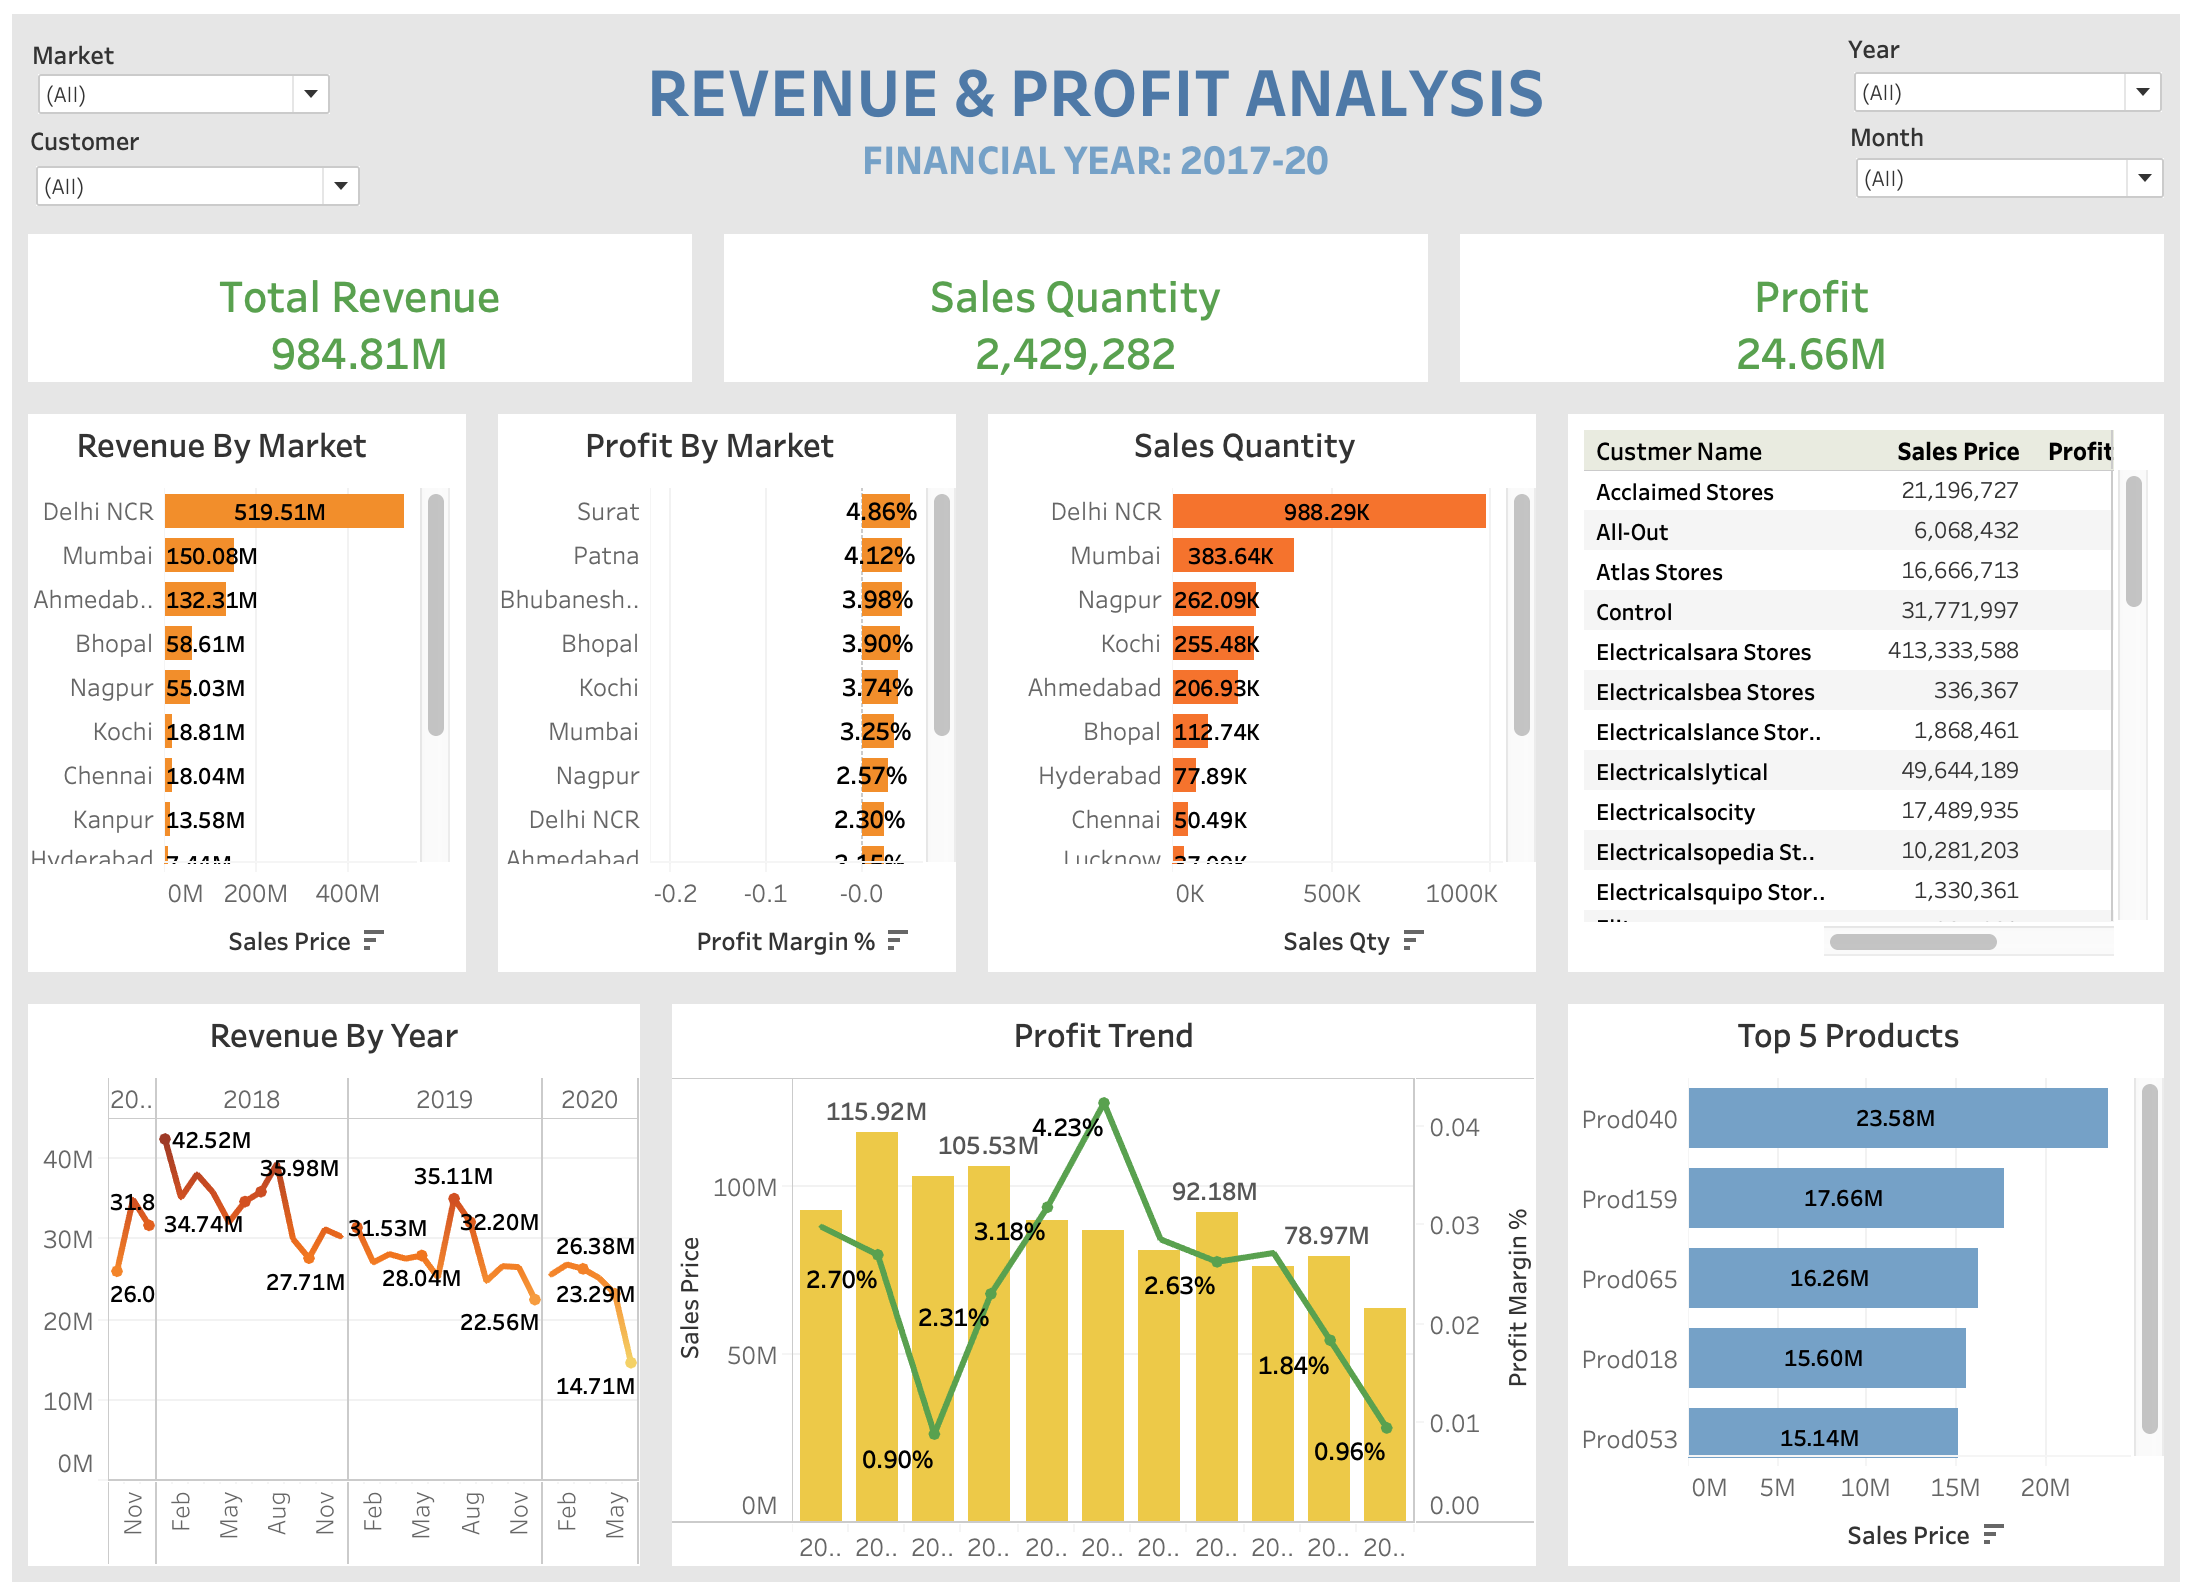 Market
(All)
Customer
(All)
REVENUE & PROFIT ANALYSIS
FINANCIAL YEAR: 2017-20
Year
(All)
Month
(All)
Total Revenue
984.81M
Sales Quantity
2,429,282
Profit
24.66M
Revenue By Market
Delhi NCR 519.51M
Mumbai 150.08M
Ahmedab.. 132.31M
Bhopal 58.61M
Nagpur 55.03M
Kochi 18.81M
Chennai 18.04M
Kanpur 13.58M
Hyderabad 7.44M
0M 200M 400M
Sales Price
Profit By Market
Surat 4.86%
Patna 4.12%
Bhubanesh.. 3.98%
Bhopal 3.90%
Kochi 3.74%
Mumbai 3.25%
Nagpur 2.57%
Delhi NCR 2.30%
Ahmedabad
-0.2 -0.1 -0.0
Profit Margin %
Sales Quantity
Delhi NCR 988.29K
Mumbai 383.64K
Nagpur 262.09K
Kochi 255.48K
Ahmedabad 206.93K
Bhopal 112.74K
Hyderabad 77.89K
Chennai 50.49K
Lucknow
0K 500K 1000K
Sales Qty
Custmer Name Sales Price Profit
Acclaimed Stores 21,196,727
All-Out 6,068,432
Atlas Stores 16,666,713
Control 31,771,997
Electricalsara Stores 413,333,588
Electricalsbea Stores 336,367
Electricalslance Stor.. 1,868,461
Electricalslytical 49,644,189
Electricalsocity 17,489,935
Electricalsopedia St.. 10,281,203
Electricalsquipo Stor.. 1,330,361
Revenue By Year
20.. 2018 2019 2020
40M
30M
20M
10M
0M
42.52M
35.98M
35.11M
31.8
34.74M
31.53M
32.20M
26.38M
27.71M
28.04M
26.0
23.29M
22.56M
14.71M
Nov Feb May Aug Nov Feb May Aug Nov Feb May
Profit Trend
Sales Price
100M
50M
0M
115.92M
105.53M
4.23%
92.18M
78.97M
3.18%
2.70%
2.63%
2.31%
1.84%
0.90%
0.96%
0.04
0.03
0.02
0.01
0.00
Profit Margin %
20.. 20.. 20.. 20.. 20.. 20.. 20.. 20.. 20.. 20.. 20..
Top 5 Products
Prod040 23.58M
Prod159 17.66M
Prod065 16.26M
Prod018 15.60M
Prod053 15.14M
0M 5M 10M 15M 20M
Sales Price